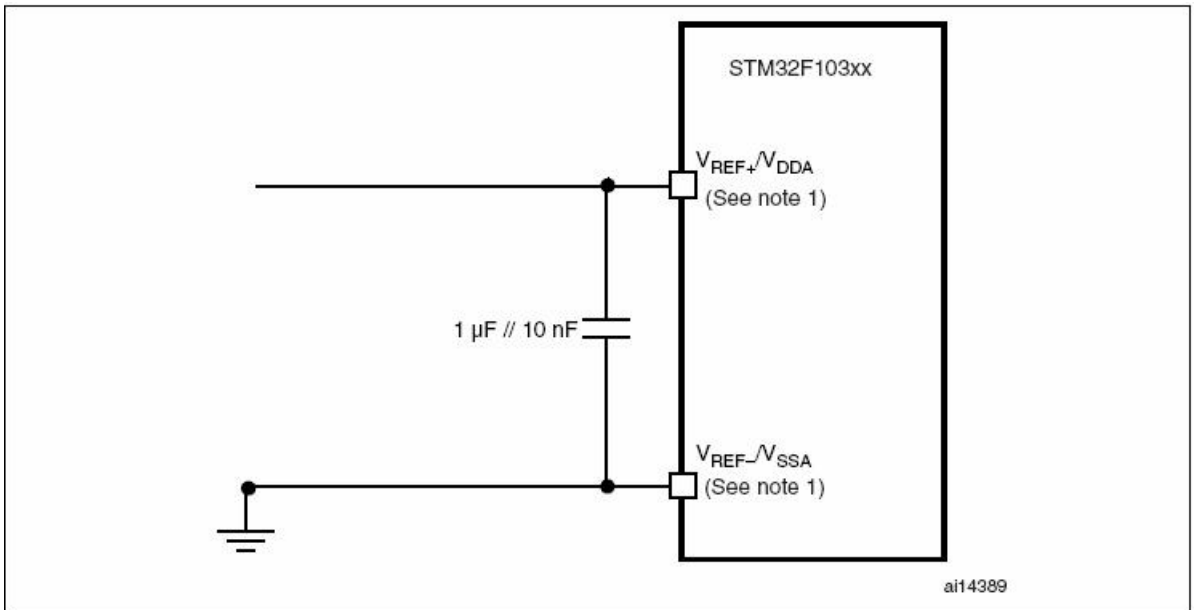 STM32F103xx
VREF+/VDDA
(See note 1)
1 µF // 10 nF
VREF–/VSSA
(See note 1)
ai14389